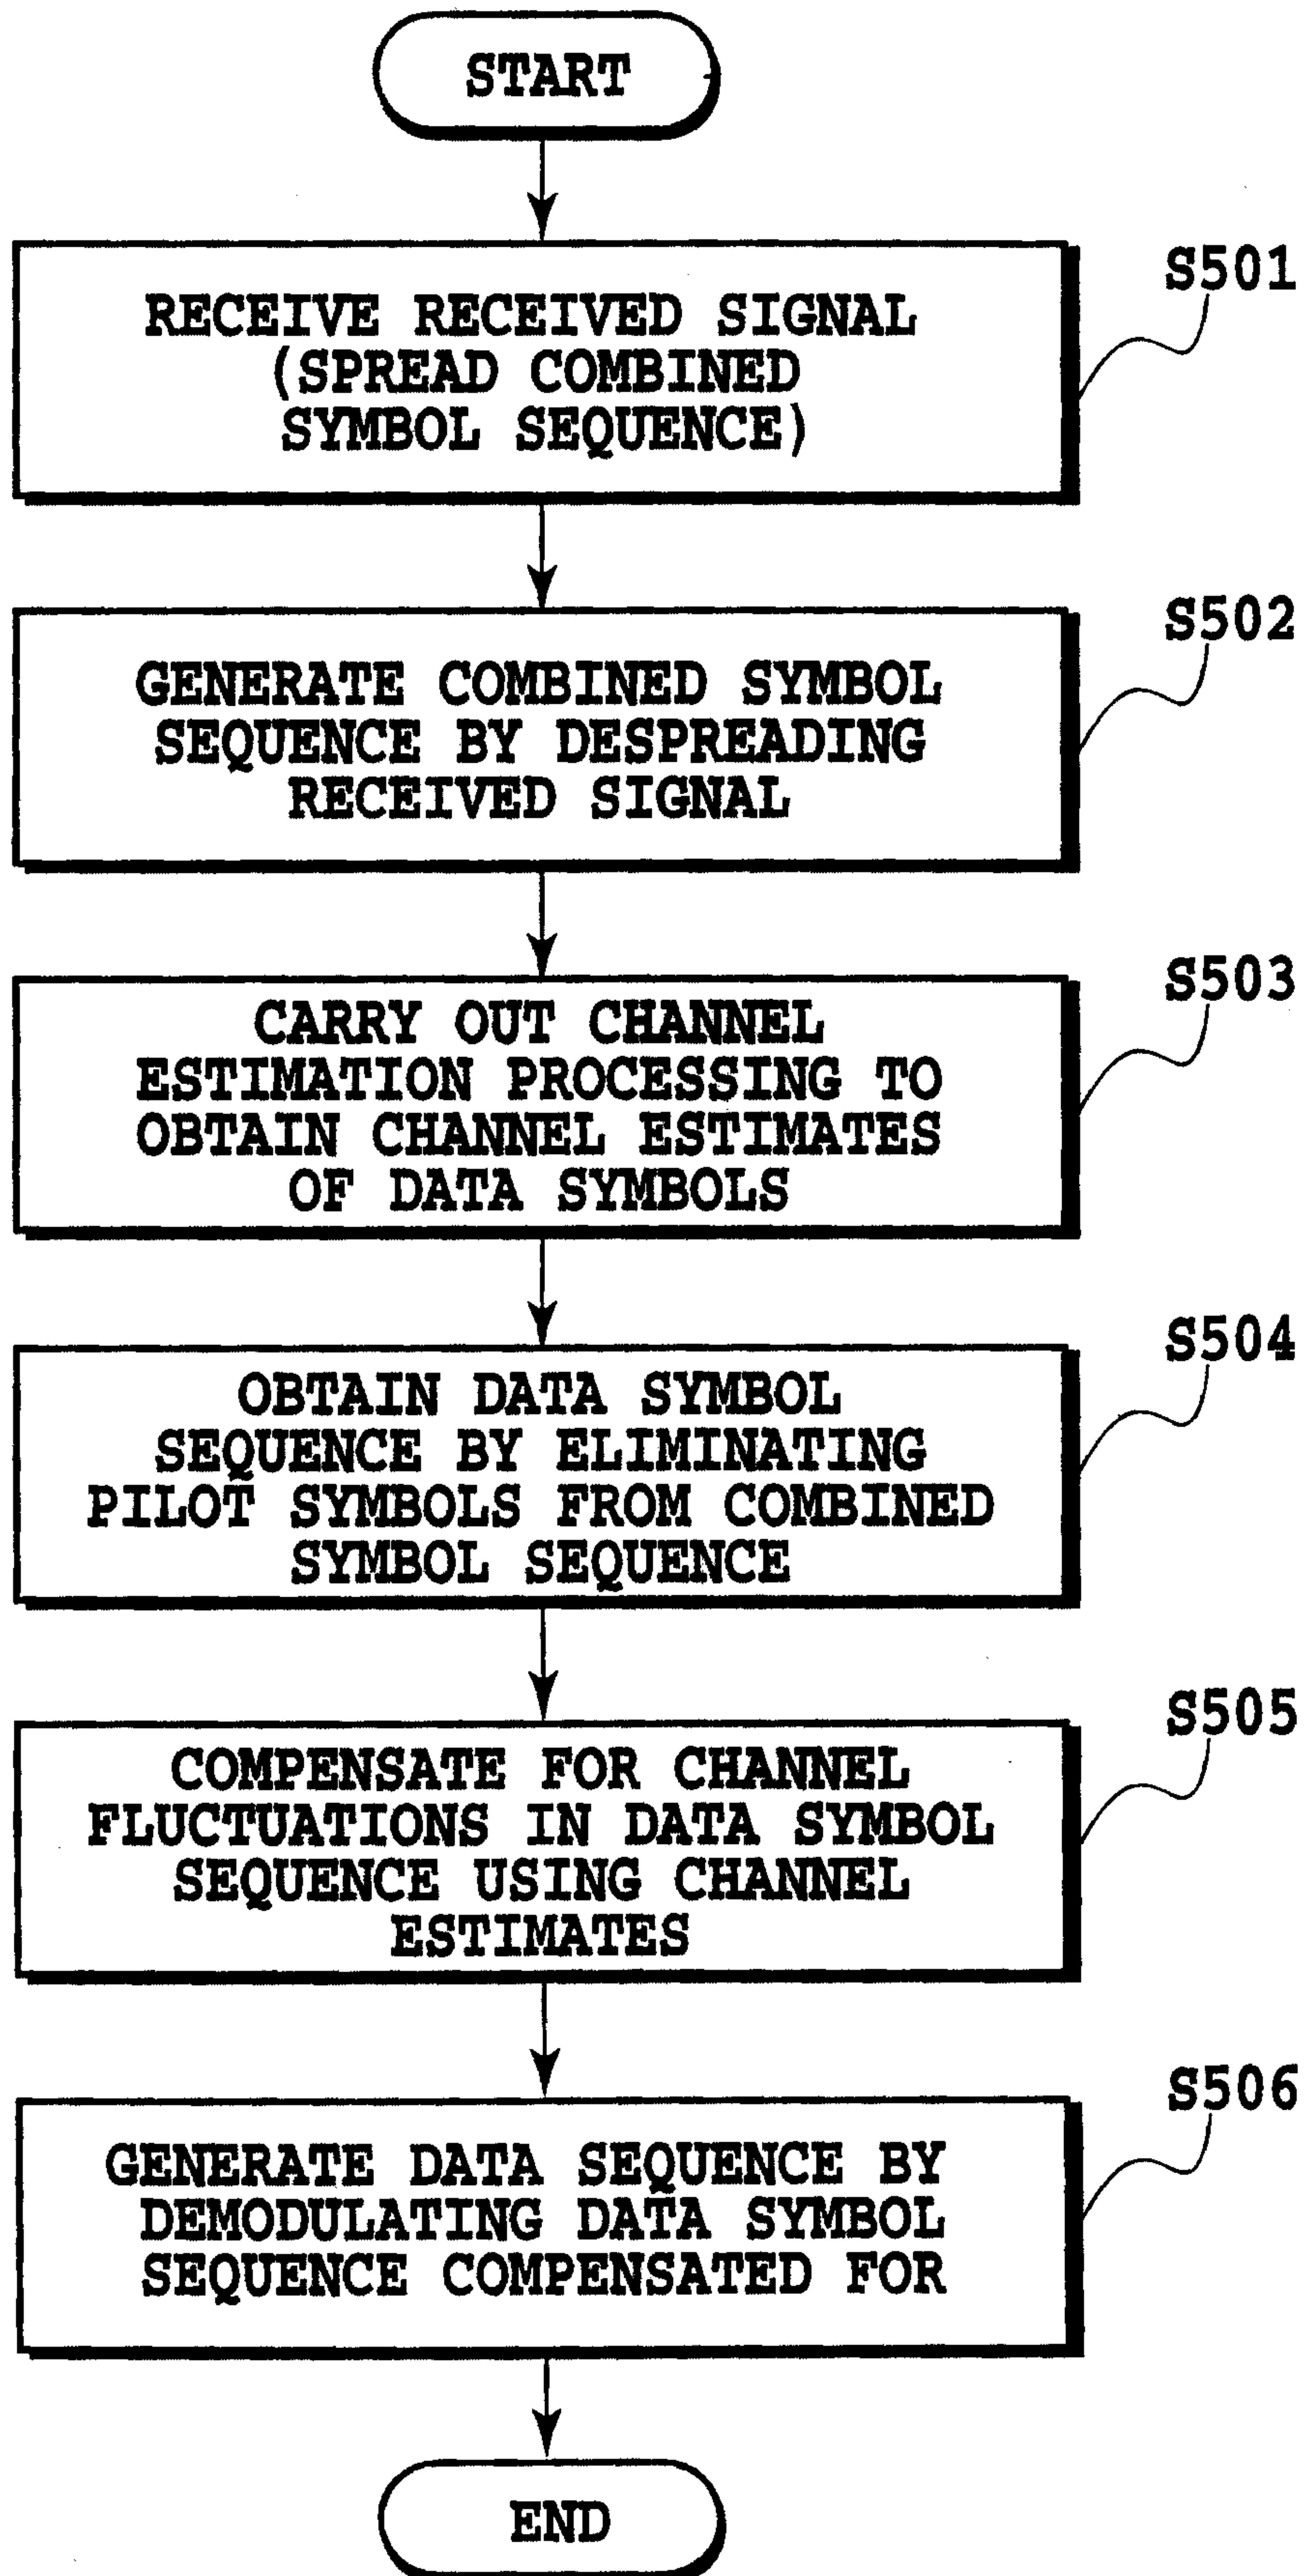 START
S501
RECEIVE RECEIVED SIGNAL
(SPREAD COMBINED
SYMBOL SEQUENCE)
S502
GENERATE COMBINED SYMBOL
SEQUENCE BY DESPREADING
RECEIVED SIGNAL
S503
CARRY OUT CHANNEL
ESTIMATION PROCESSING TO
OBTAIN CHANNEL ESTIMATES
OF DATA SYMBOLS
S504
OBTAIN DATA SYMBOL
SEQUENCE BY ELIMINATING
PILOT SYMBOLS FROM COMBINED
SYMBOL SEQUENCE
S505
COMPENSATE FOR CHANNEL
FLUCTUATIONS IN DATA SYMBOL
SEQUENCE USING CHANNEL
ESTIMATES
S506
GENERATE DATA SEQUENCE BY
DEMODULATING DATA SYMBOL
SEQUENCE COMPENSATED FOR
END